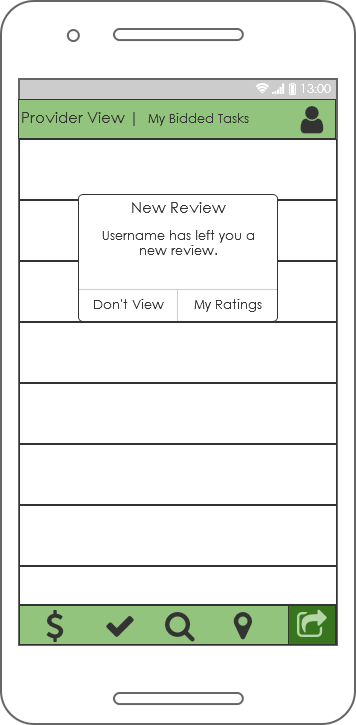 13:00
Provider View | My Bidded Tasks
New Review
Username has left you a
new review.
Don't View
My Ratings